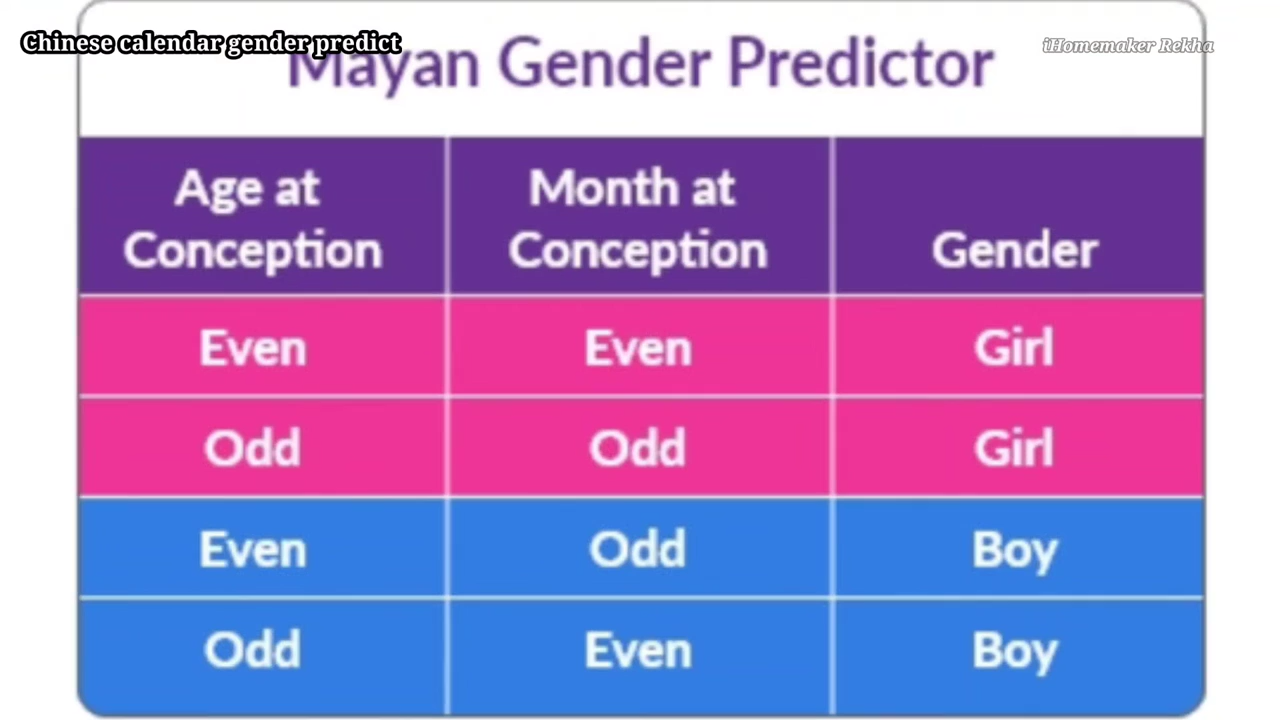 Chinese calendar gender predict
iHomemaker Rekha
Mayan Gender Predictor
Age at Conception
Month at Conception
Gender
Even Even Girl
Odd Odd Girl
Even Odd Boy
Odd Even Boy